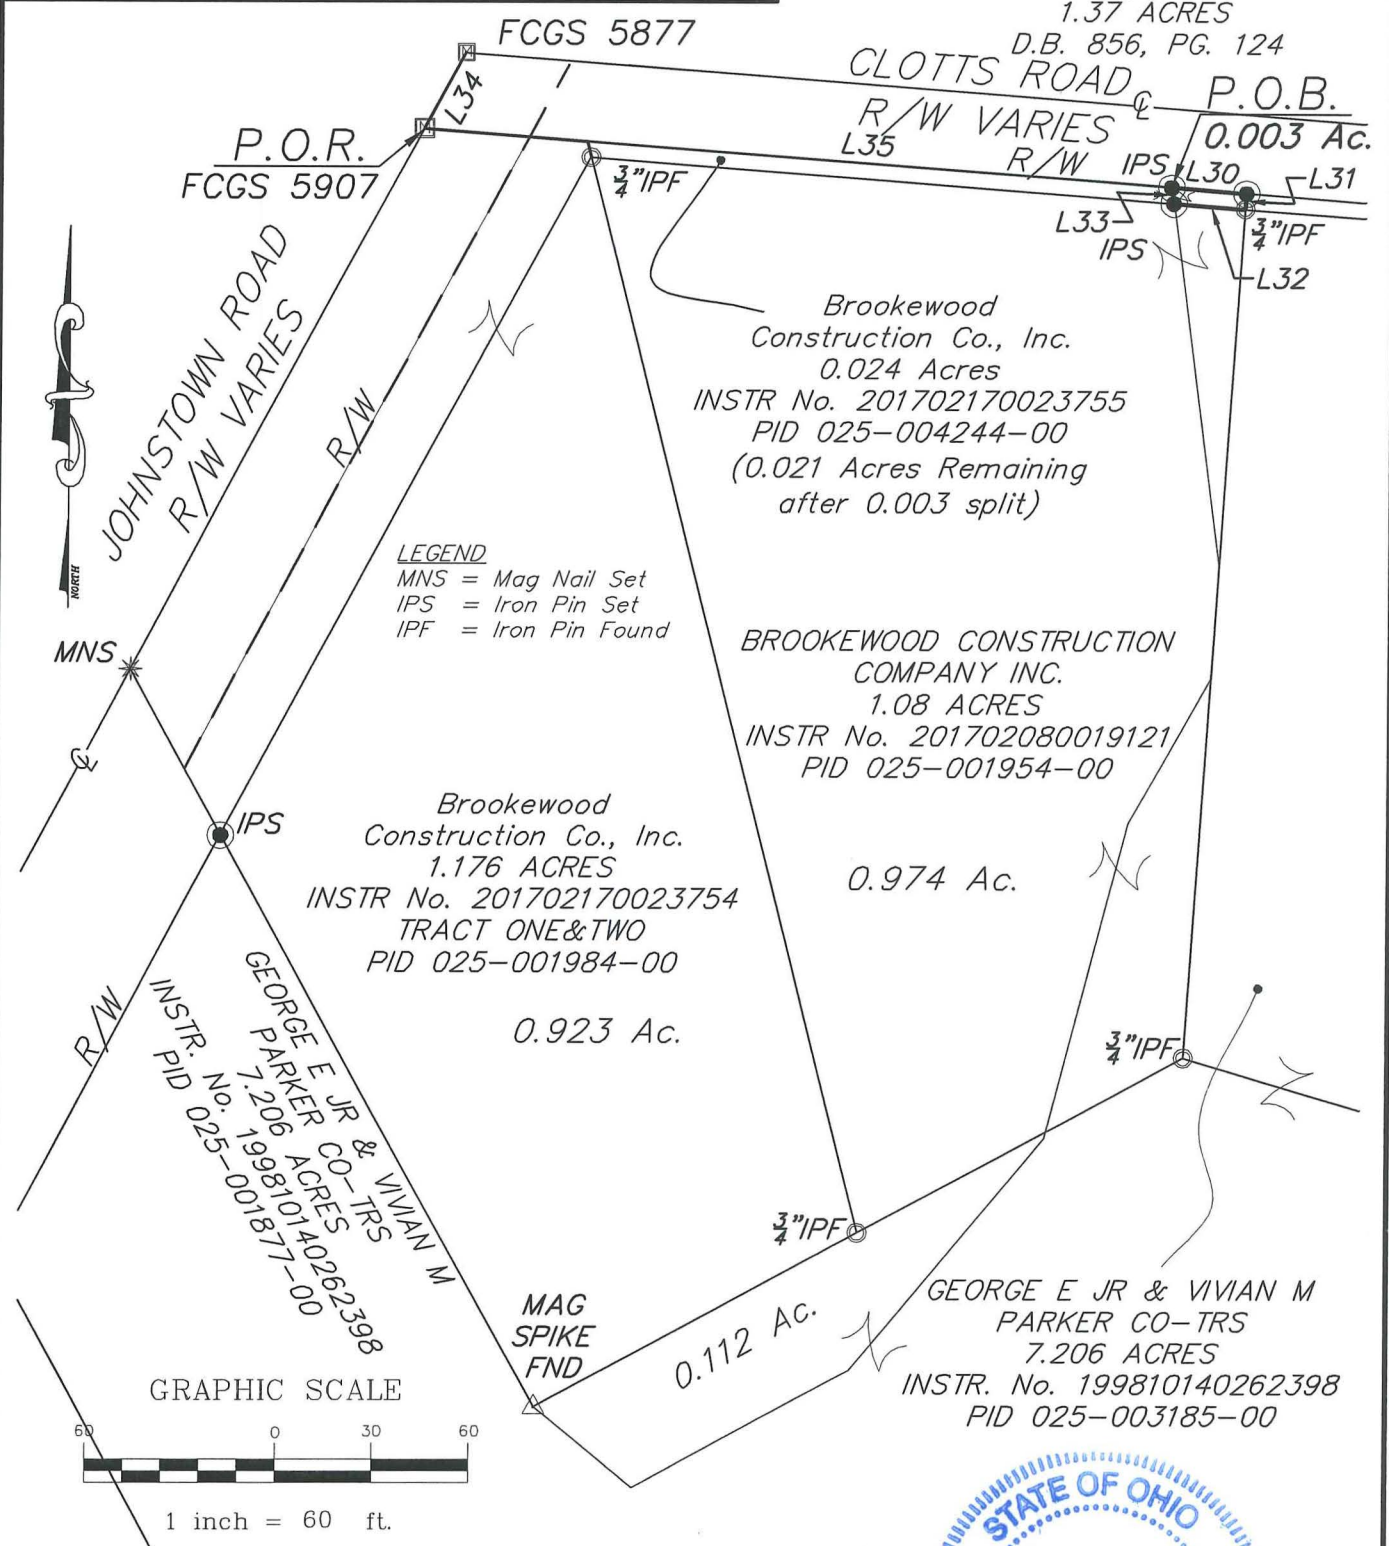 1.37 ACRES
D.B. 856, PG. 124
FCGS 5877
CLOTTS ROAD
R/W VARIES
L34
P.O.B.
0.003 Ac.
P.O.R.
FCGS 5907
L35
R/W
IPS
L30
L31
3/4"IPF
L33
IPS
3/4"IPF
L32
JOHNSTOWN ROAD
R/W VARIES
R/W
NORTH
Brookewood
Construction Co., Inc.
0.024 Acres
INSTR No. 201702170023755
PID 025-004244-00
(0.021 Acres Remaining
after 0.003 split)
LEGEND
MNS = Mag Nail Set
IPS = Iron Pin Set
IPF = Iron Pin Found
MNS
BROOKEWOOD CONSTRUCTION
COMPANY INC.
1.08 ACRES
INSTR No. 201702080019121
PID 025-001954-00
0.974 Ac.
IPS
Brookewood
Construction Co., Inc.
1.176 ACRES
INSTR No. 201702170023754
TRACT ONE&TWO
PID 025-001984-00
0.923 Ac.
R/W
GEORGE E JR & VIVIAN M
PARKER CO-TRS
7.206 ACRES
INSTR. No. 199810140262398
PID 025-001877-00
3/4"IPF
3/4"IPF
MAG
SPIKE
FND
0.112 Ac.
GEORGE E JR & VIVIAN M
PARKER CO-TRS
7.206 ACRES
INSTR. No. 199810140262398
PID 025-003185-00
GRAPHIC SCALE
60 0 30 60
1 inch = 60 ft.
STATE OF OHIO